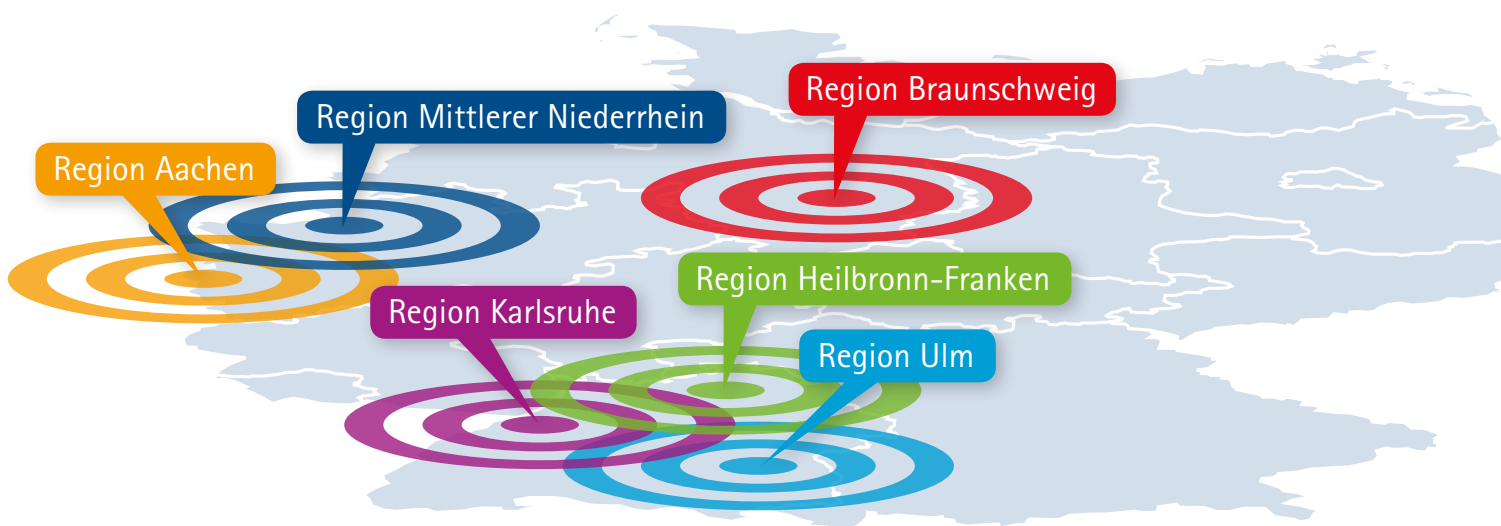 Region Braunschweig
Region Mittlerer Niederrhein
Region Aachen
Region Heilbronn-Franken
Region Karlsruhe
Region Ulm